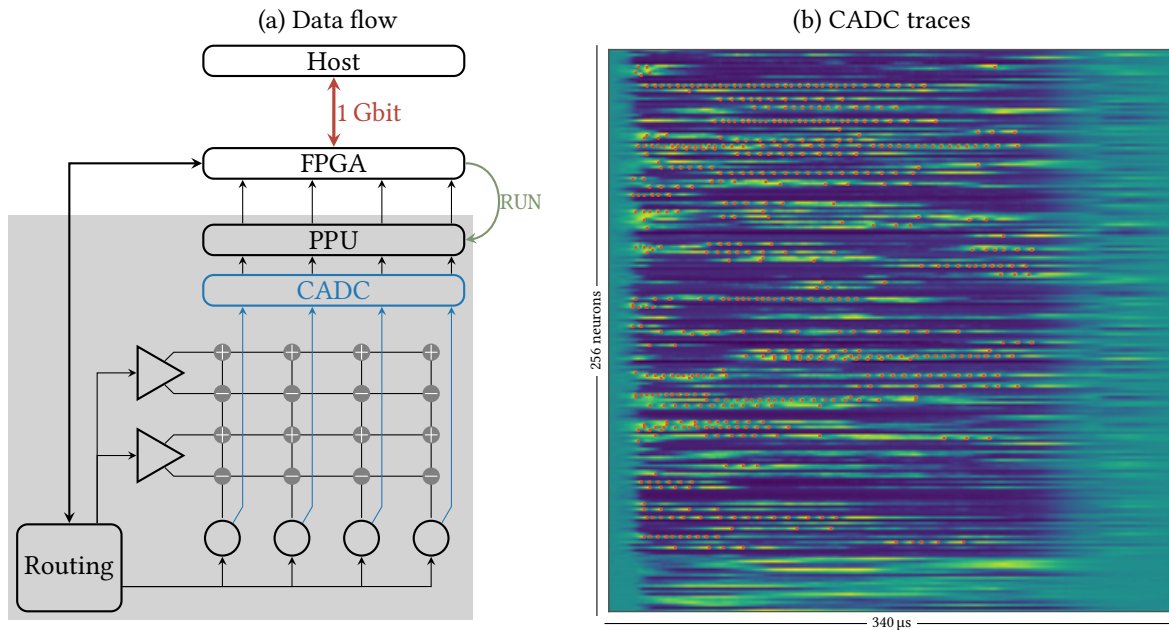 (a) Data flow
Host
1 Gbit
FPGA
RUN
PPU
CADC
Routing
(b) CADC traces
256 neurons
340 µs